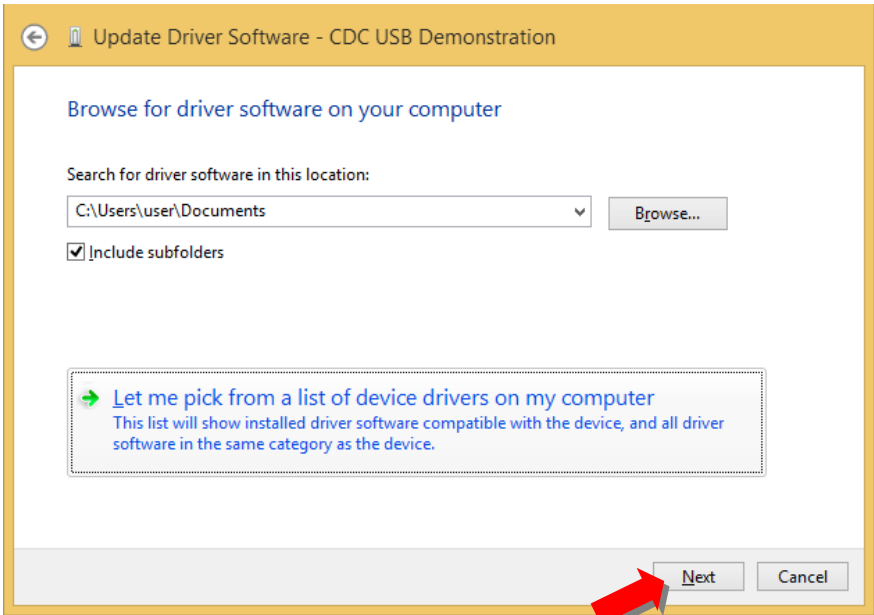 Update Driver Software - CDC USB Demonstration
Browse for driver software on your computer
Search for driver software in this location:
C:\Users\user\Documents
Browse...
Include subfolders
Let me pick from a list of device drivers on my computer
This list will show installed driver software compatible with the device, and all driver
software in the same category as the device.
Next
Cancel